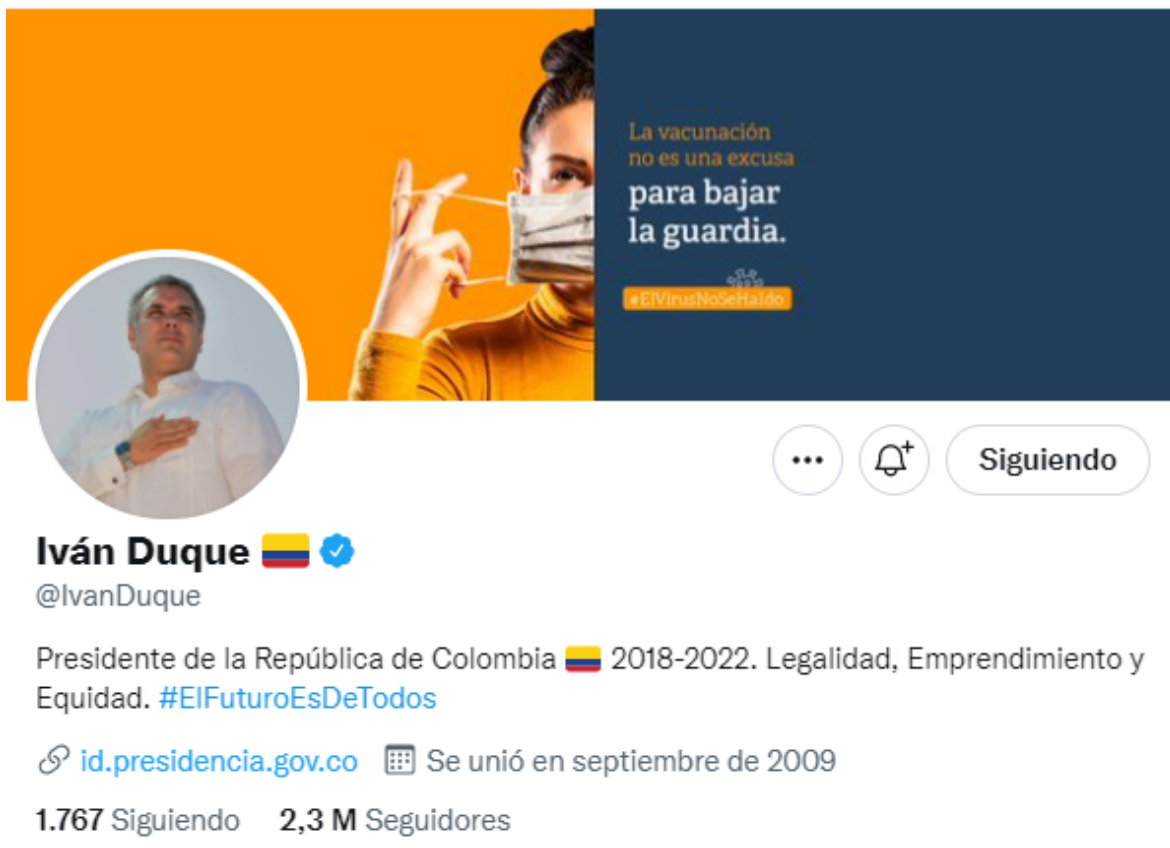 La vacunación
no es una excusa
para bajar
la guardia.
#ElVirusNoSeHaIdo
Siguiendo
Iván Duque
@IvanDuque
Presidente de la República de Colombia 2018-2022. Legalidad, Emprendimiento y
Equidad. #ElFuturoEsDeTodos
id.presidencia.gov.co Se unió en septiembre de 2009
1.767 Siguiendo 2,3 M Seguidores